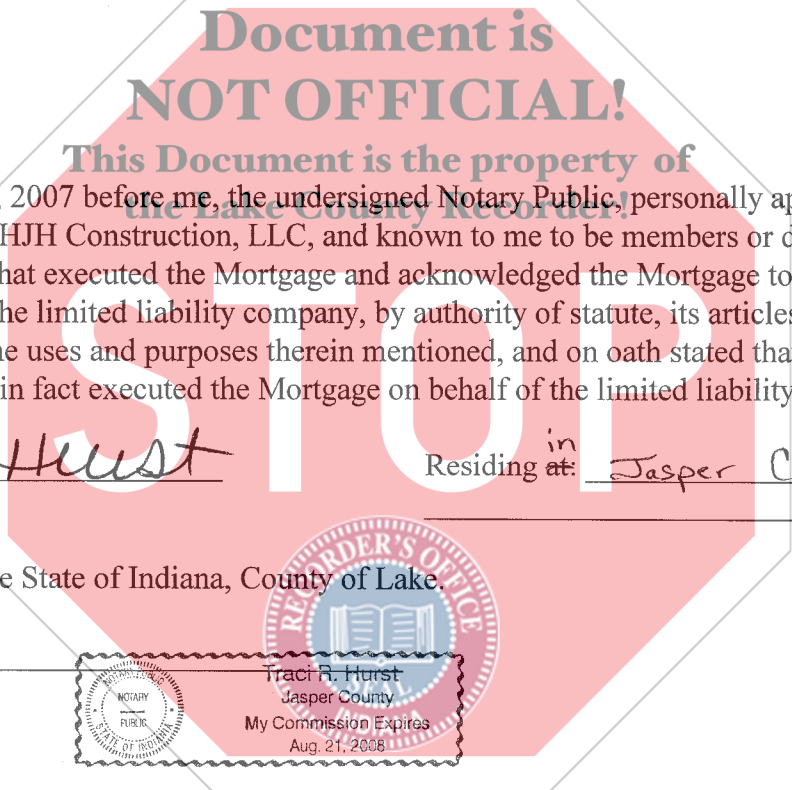 Document is
NOT OFFICIAL!
This Document is the property of
the Lake County Recorder!
, 2007 before me, the undersigned Notary Public, personally ap
HJH Construction, LLC, and known to me to be members or d
hat executed the Mortgage and acknowledged the Mortgage to
he limited liability company, by authority of statute, its articles
he uses and purposes therein mentioned, and on oath stated tha
in fact executed the Mortgage on behalf of the limited liability
STOP
Hurst
in
Residing at: Jasper C
e State of Indiana, County of Lake.
RECORDER'S OFFICE
SEAL
INDIANA
NOTARY PUBLIC
NOTARY
PUBLIC
STATE OF INDIANA
Traci R. Hurst
Jasper County
My Commission Expires
Aug. 21, 2008